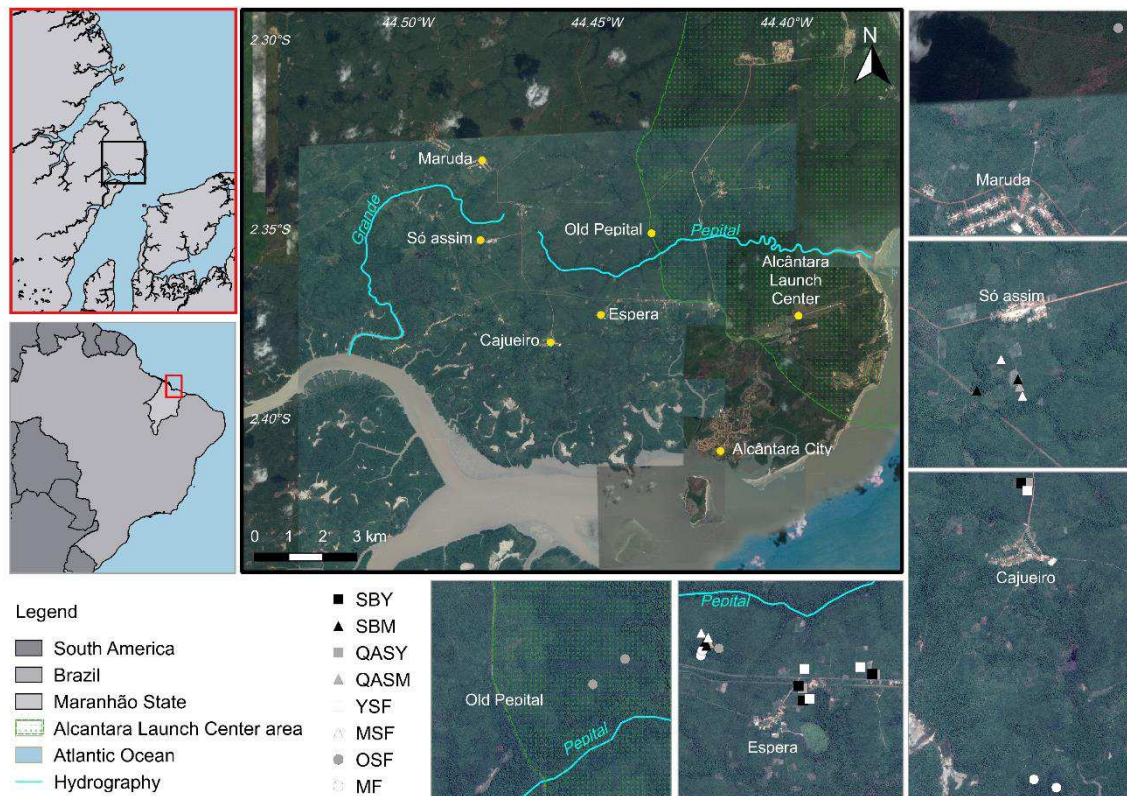 44.50°W
44.45°W
44.40°W
2.30°S
N
Maruda
Grande
2.35°S
Só assim
Old Pepital
Pepital
Alcântara
Launch
Center
Espera
Cajueiro
2.40°S
Alcântara City
0 1 2 3 km
Maruda
Só assim
Cajueiro
Old Pepital
Pepital
Pepital
Espera
Legend
South America
Brazil
Maranhão State
Alcantara Launch Center area
Atlantic Ocean
Hydrography
SBY
SBM
QASY
QASM
YSF
MSF
OSF
MF